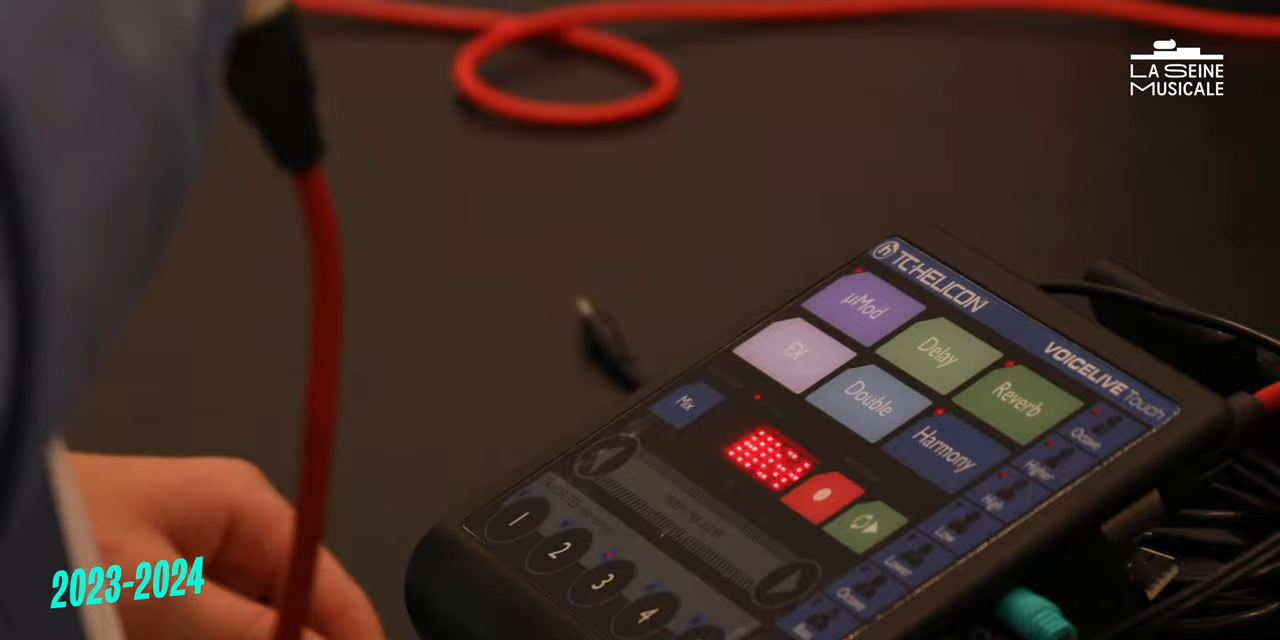 LA SEINE
MUSICALE
TC·HELICON
VOICELIVE Touch
µMod
Delay
Reverb
FX
Double
Harmony
Mix
Octave
Higher
High
Low
Lower
Octave
1
2
3
4
2023-2024